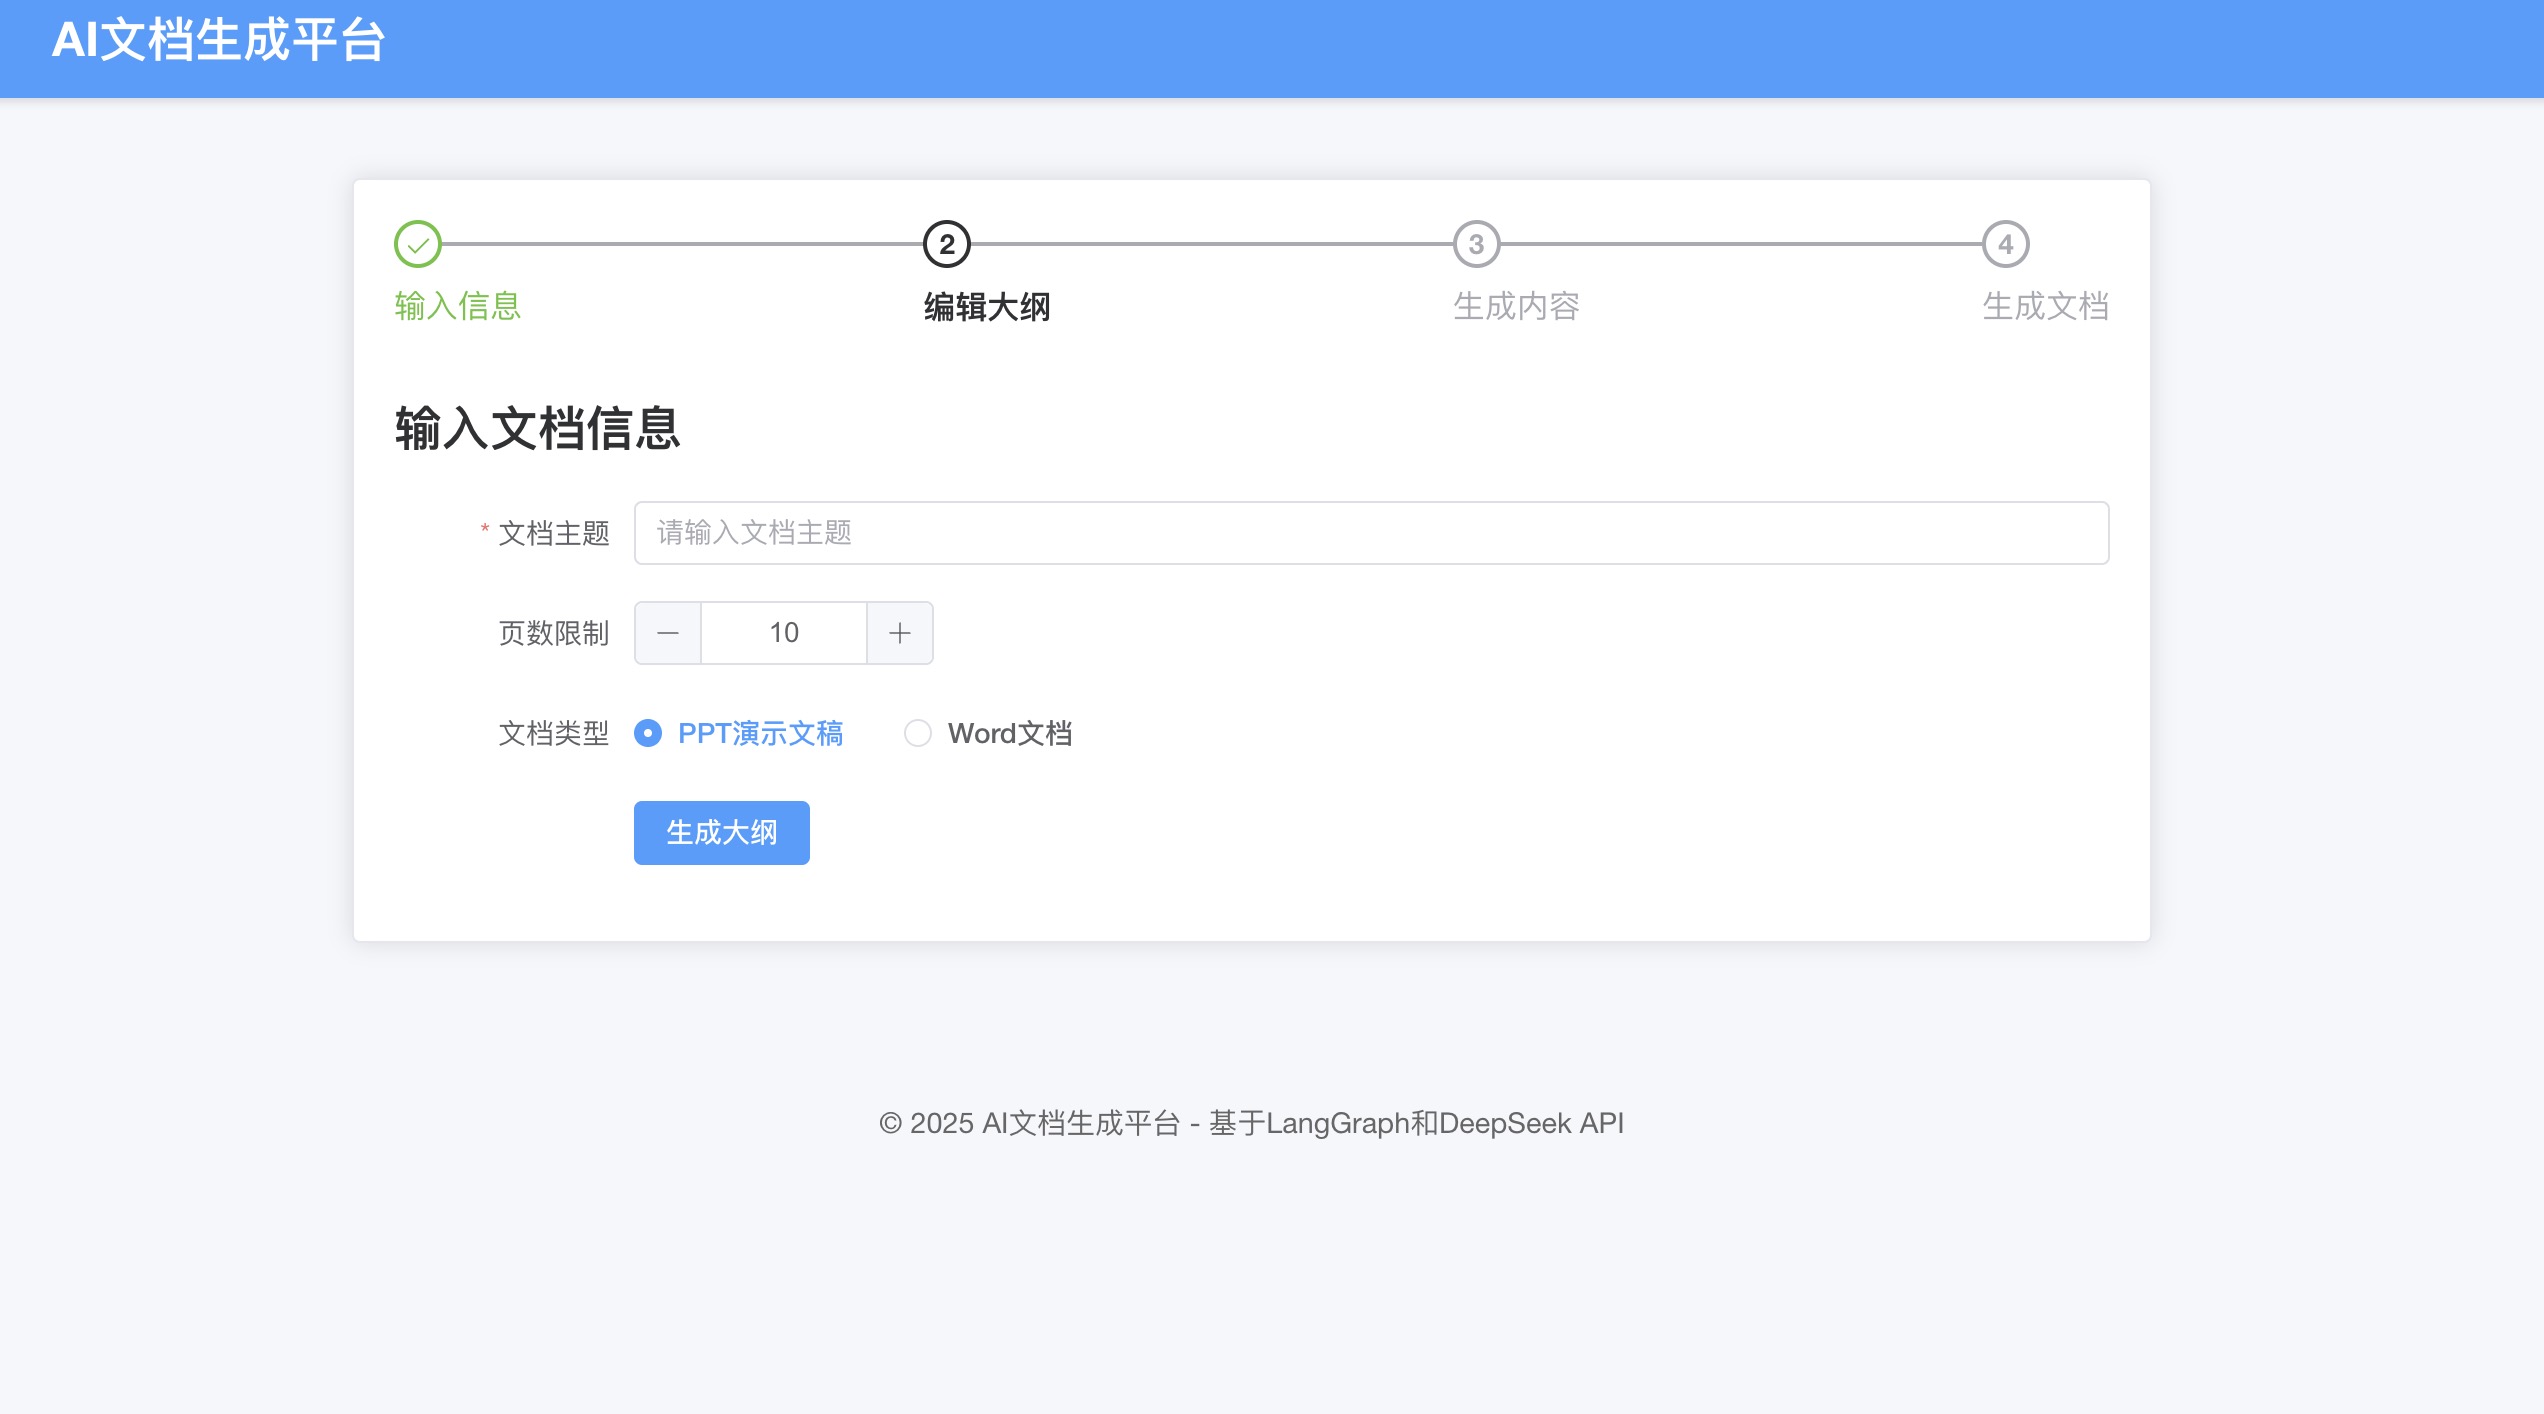 AI文档生成平台
2 3 4
输入信息 编辑大纲 生成内容 生成文档
输入文档信息
* 文档主题 请输入文档主题
页数限制 — 10 +
文档类型 PPT演示文稿 Word文档
生成大纲
© 2025 AI文档生成平台 - 基于LangGraph和DeepSeek API